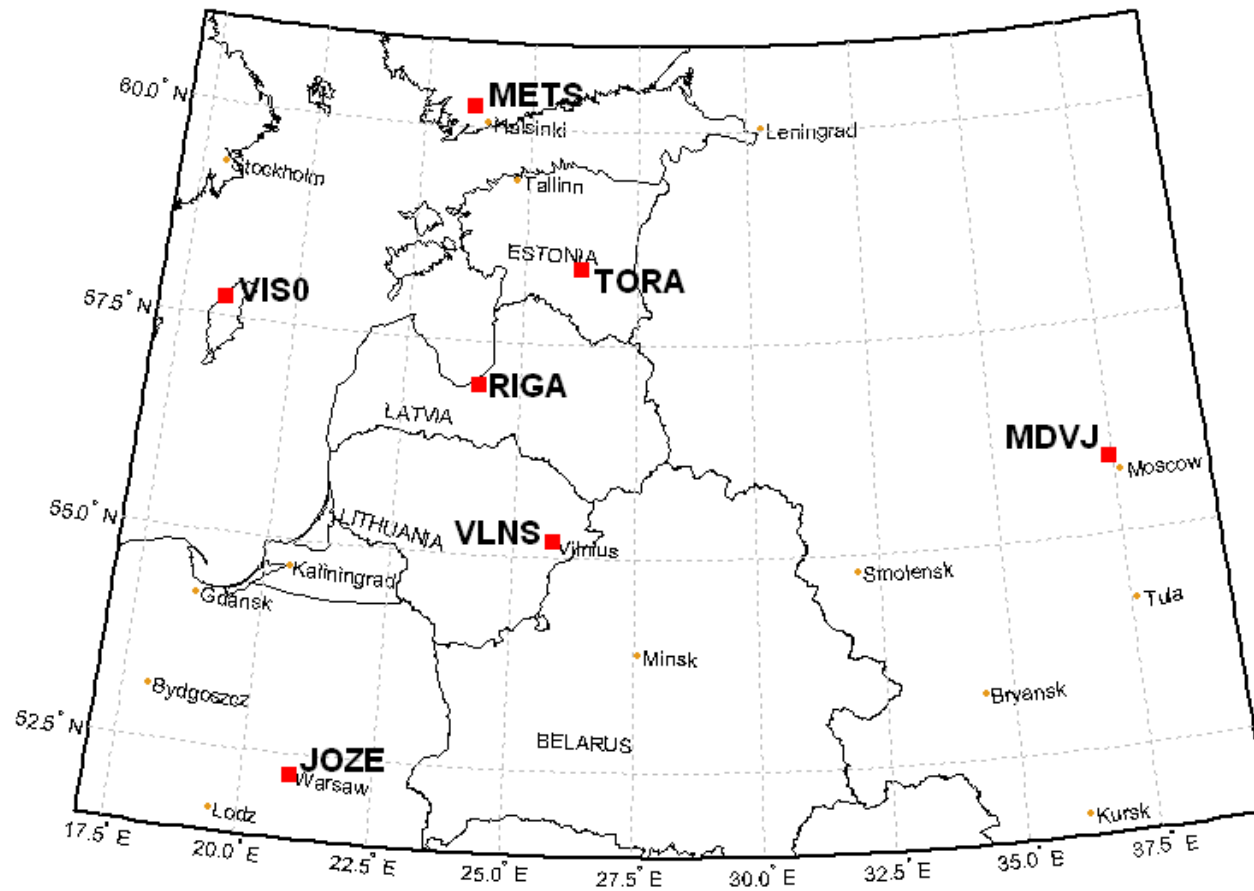 60.0° N
METS
Halsinki
Leningrad
Stockholm
Tallinn
ESTONIA
TORA
VIS0
57.5° N
RIGA
LATVIA
MDVJ
Moscow
55.0° N
LITHUANIA
VLNS
Vilnius
Kaliningrad
Smolensk
Gdansk
Tula
Minsk
Bydgoszcz
Bryansk
52.5° N
BELARUS
JOZE
Warsaw
Lodz
Kursk
17.5° E
20.0° E
22.5° E
25.0° E
27.5° E
30.0° E
32.5° E
35.0° E
37.5° E